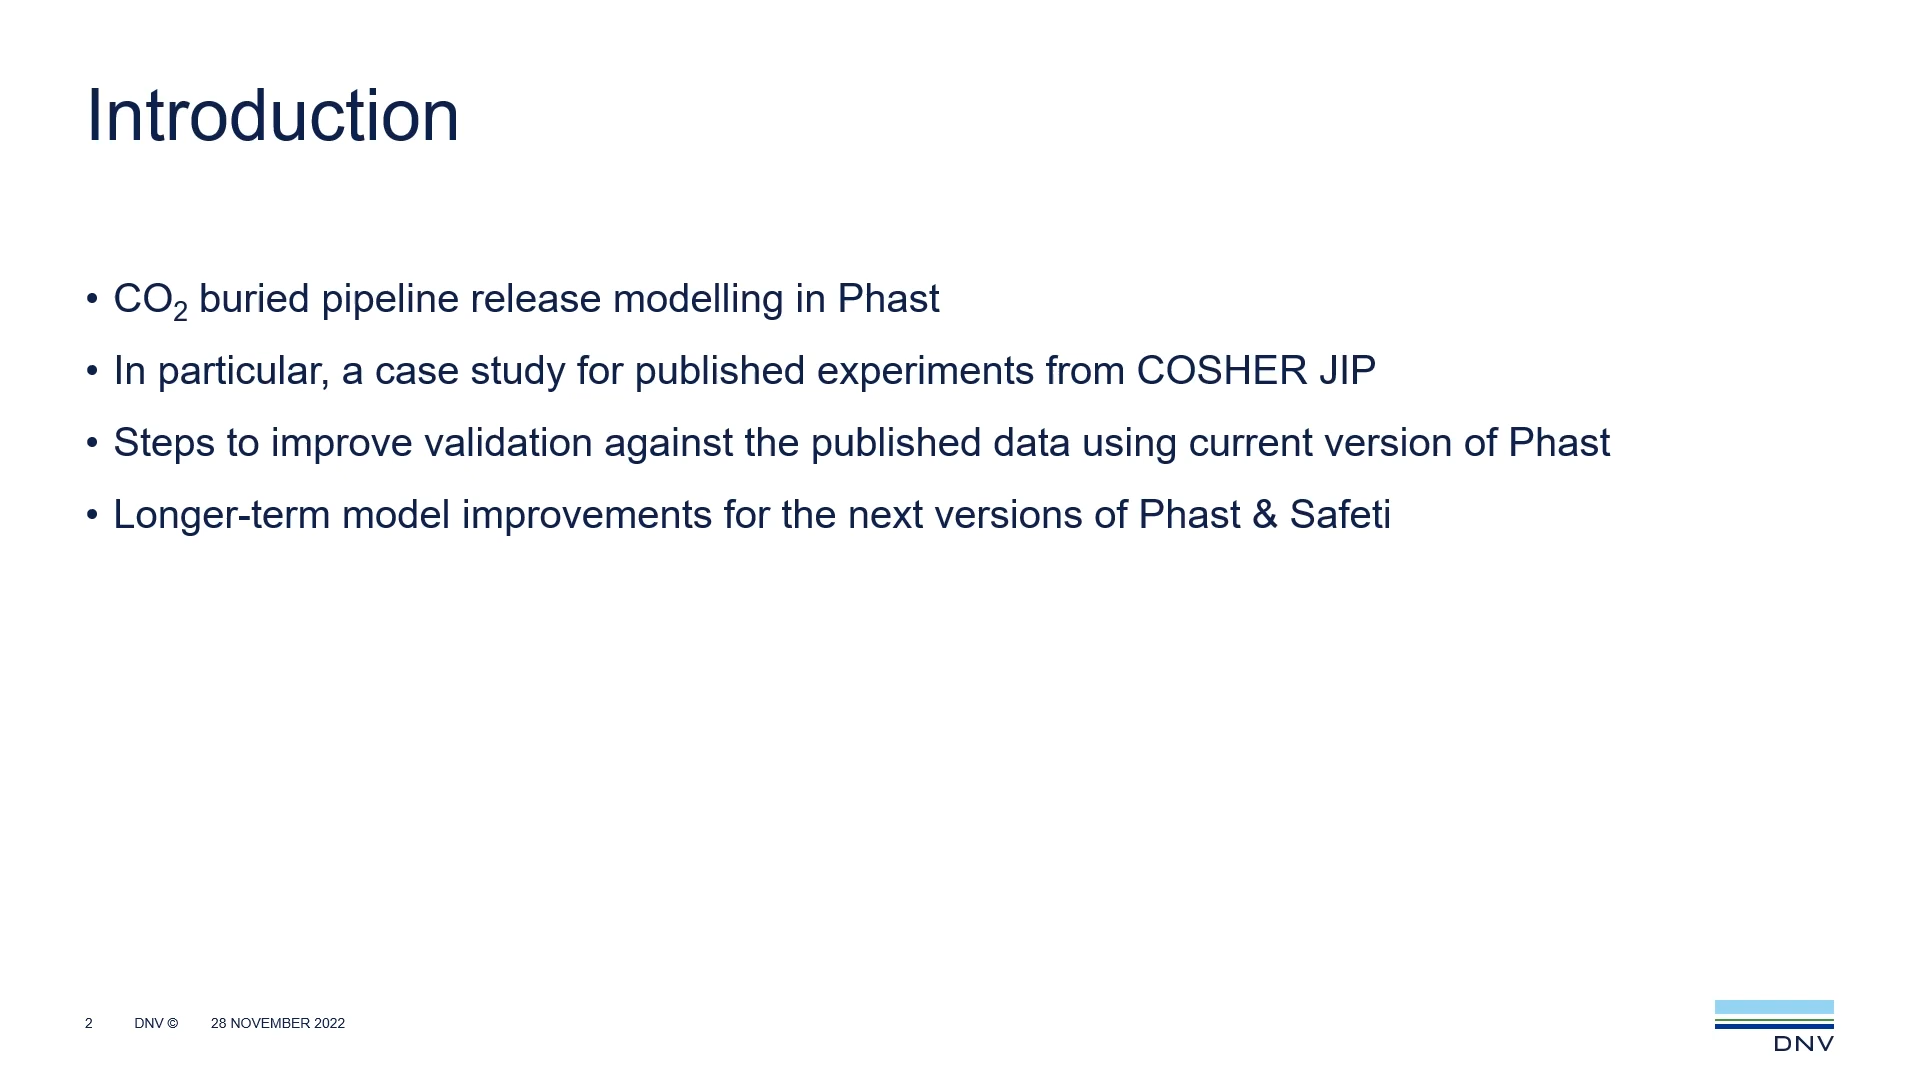 Introduction
• CO₂ buried pipeline release modelling in Phast
• In particular, a case study for published experiments from COSHER JIP
• Steps to improve validation against the published data using current version of Phast
• Longer-term model improvements for the next versions of Phast & Safeti
2 DNV © 28 NOVEMBER 2022
DNV